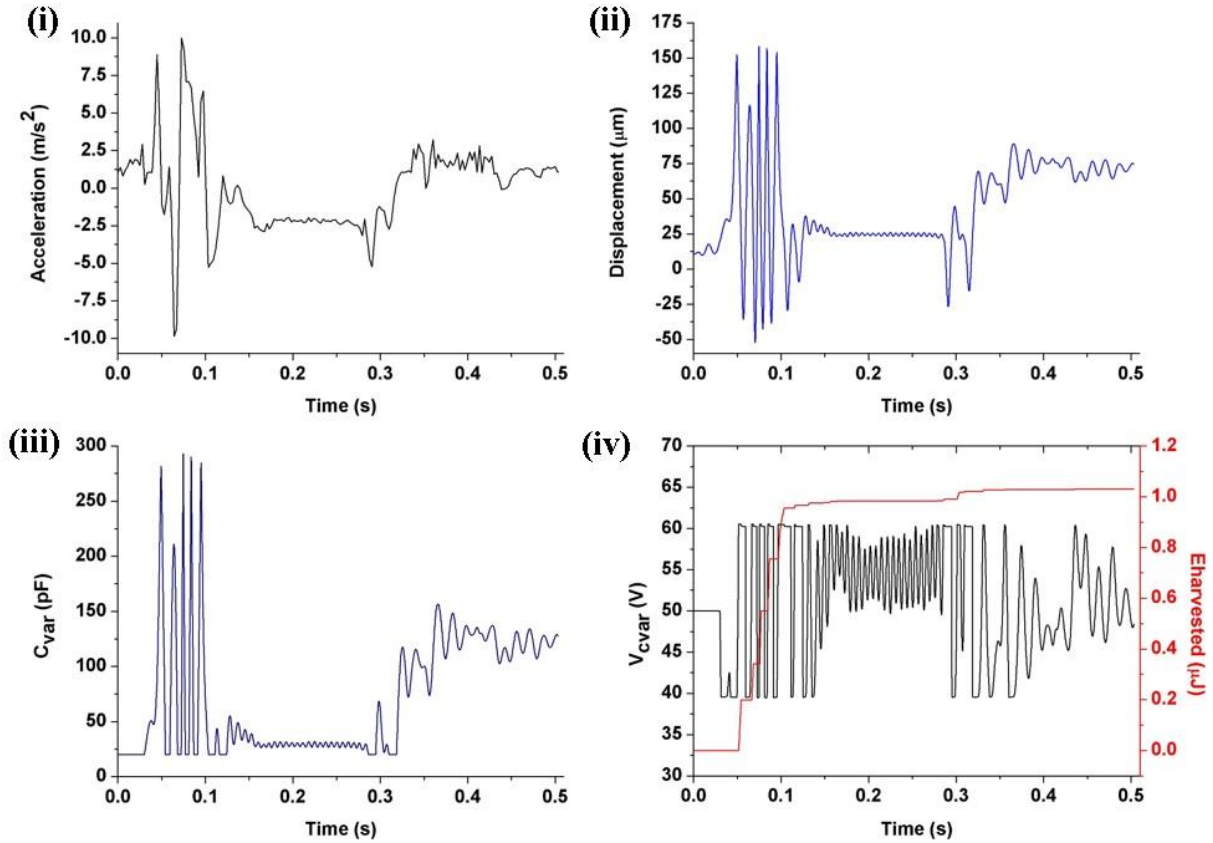 (i)
10.0
7.5
5.0
2.5
0.0
-2.5
-5.0
-7.5
-10.0
Acceleration (m/s²)
0.0 0.1 0.2 0.3 0.4 0.5
Time (s)
(ii)
175
150
125
100
75
50
25
0
-25
-50
Displacement (μm)
0.0 0.1 0.2 0.3 0.4 0.5
Time (s)
(iii)
300
250
200
150
100
50
0
Cvar (pF)
0.0 0.1 0.2 0.3 0.4 0.5
Time (s)
(iv)
70
65
60
55
50
45
40
35
30
Vcvar (V)
1.2
1.0
0.8
0.6
0.4
0.2
0.0
Eharvested (μJ)
0.0 0.1 0.2 0.3 0.4 0.5
Time (s)